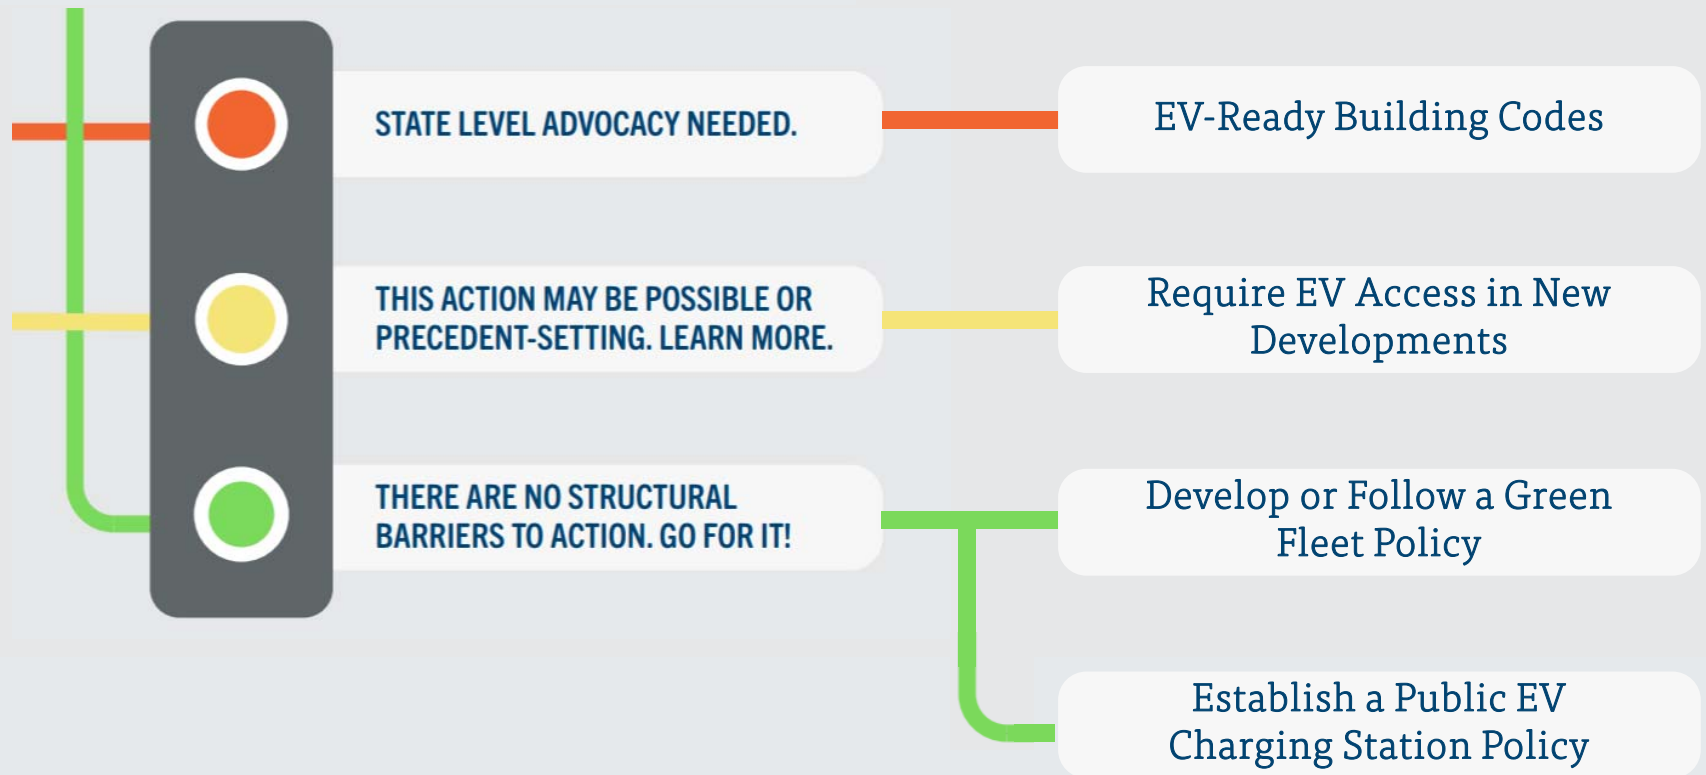 STATE LEVEL ADVOCACY NEEDED.
EV-Ready Building Codes
THIS ACTION MAY BE POSSIBLE OR
PRECEDENT-SETTING. LEARN MORE.
Require EV Access in New
Developments
THERE ARE NO STRUCTURAL
BARRIERS TO ACTION. GO FOR IT!
Develop or Follow a Green
Fleet Policy
Establish a Public EV
Charging Station Policy